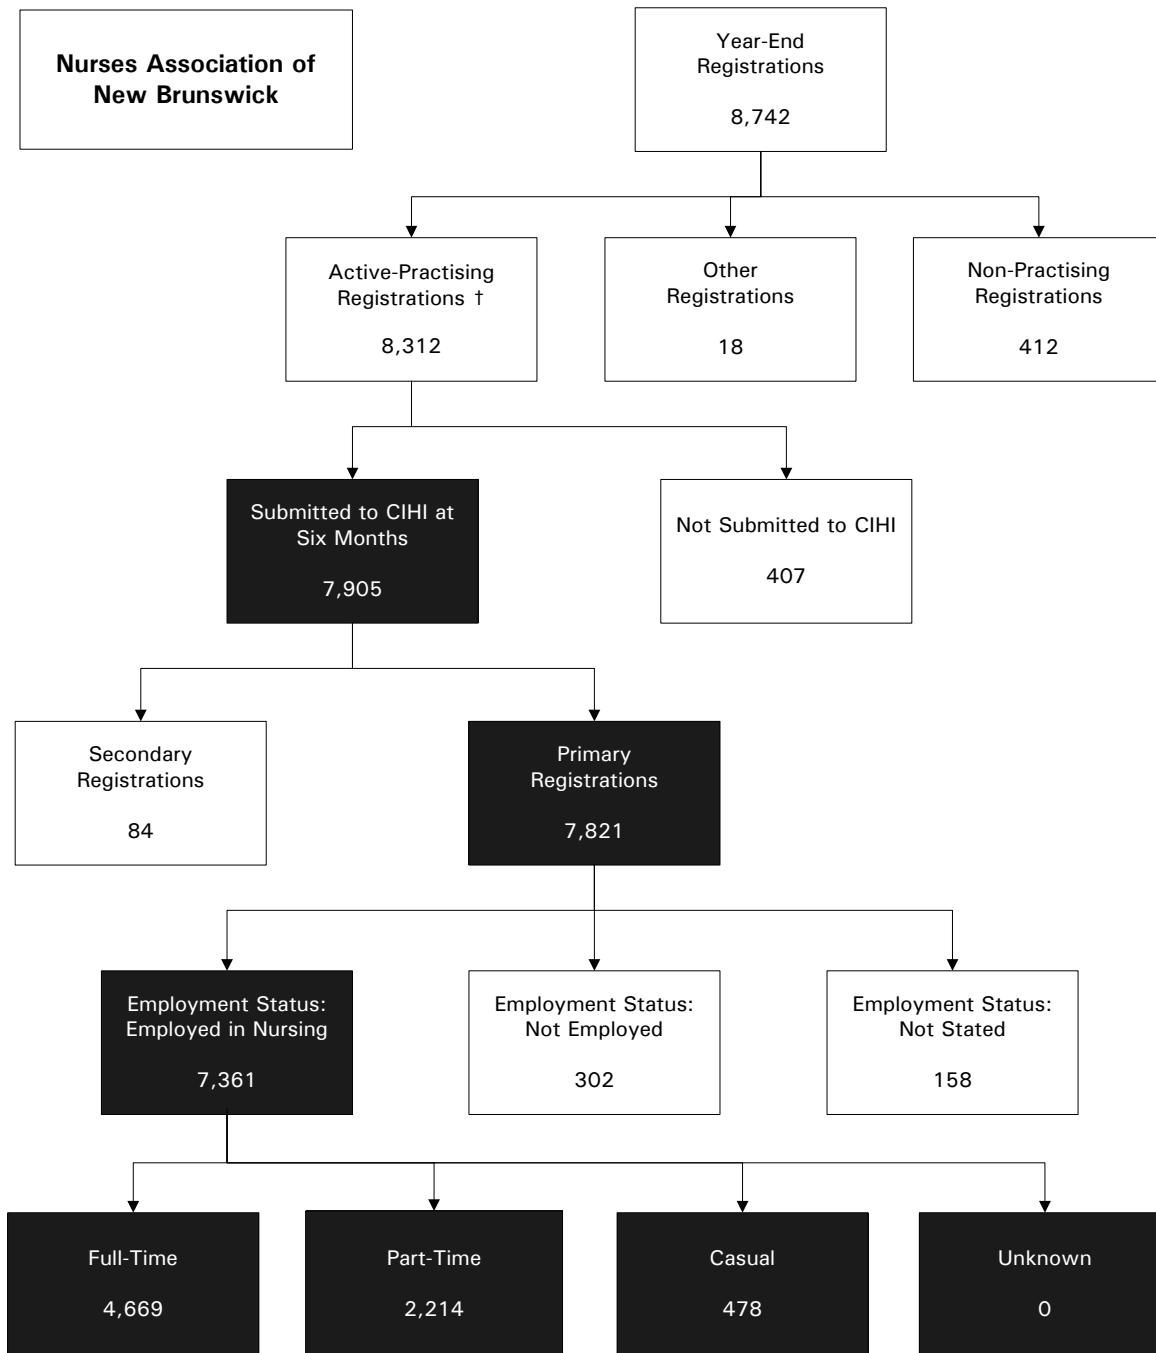 Nurses Association of
New Brunswick
Year-End
Registrations
8,742
Active-Practising
Registrations †
8,312
Other
Registrations
18
Non-Practising
Registrations
412
Submitted to CIHI at
Six Months
7,905
Not Submitted to CIHI
407
Secondary
Registrations
84
Primary
Registrations
7,821
Employment Status:
Employed in Nursing
7,361
Employment Status:
Not Employed
302
Employment Status:
Not Stated
158
Full-Time
4,669
Part-Time
2,214
Casual
478
Unknown
0